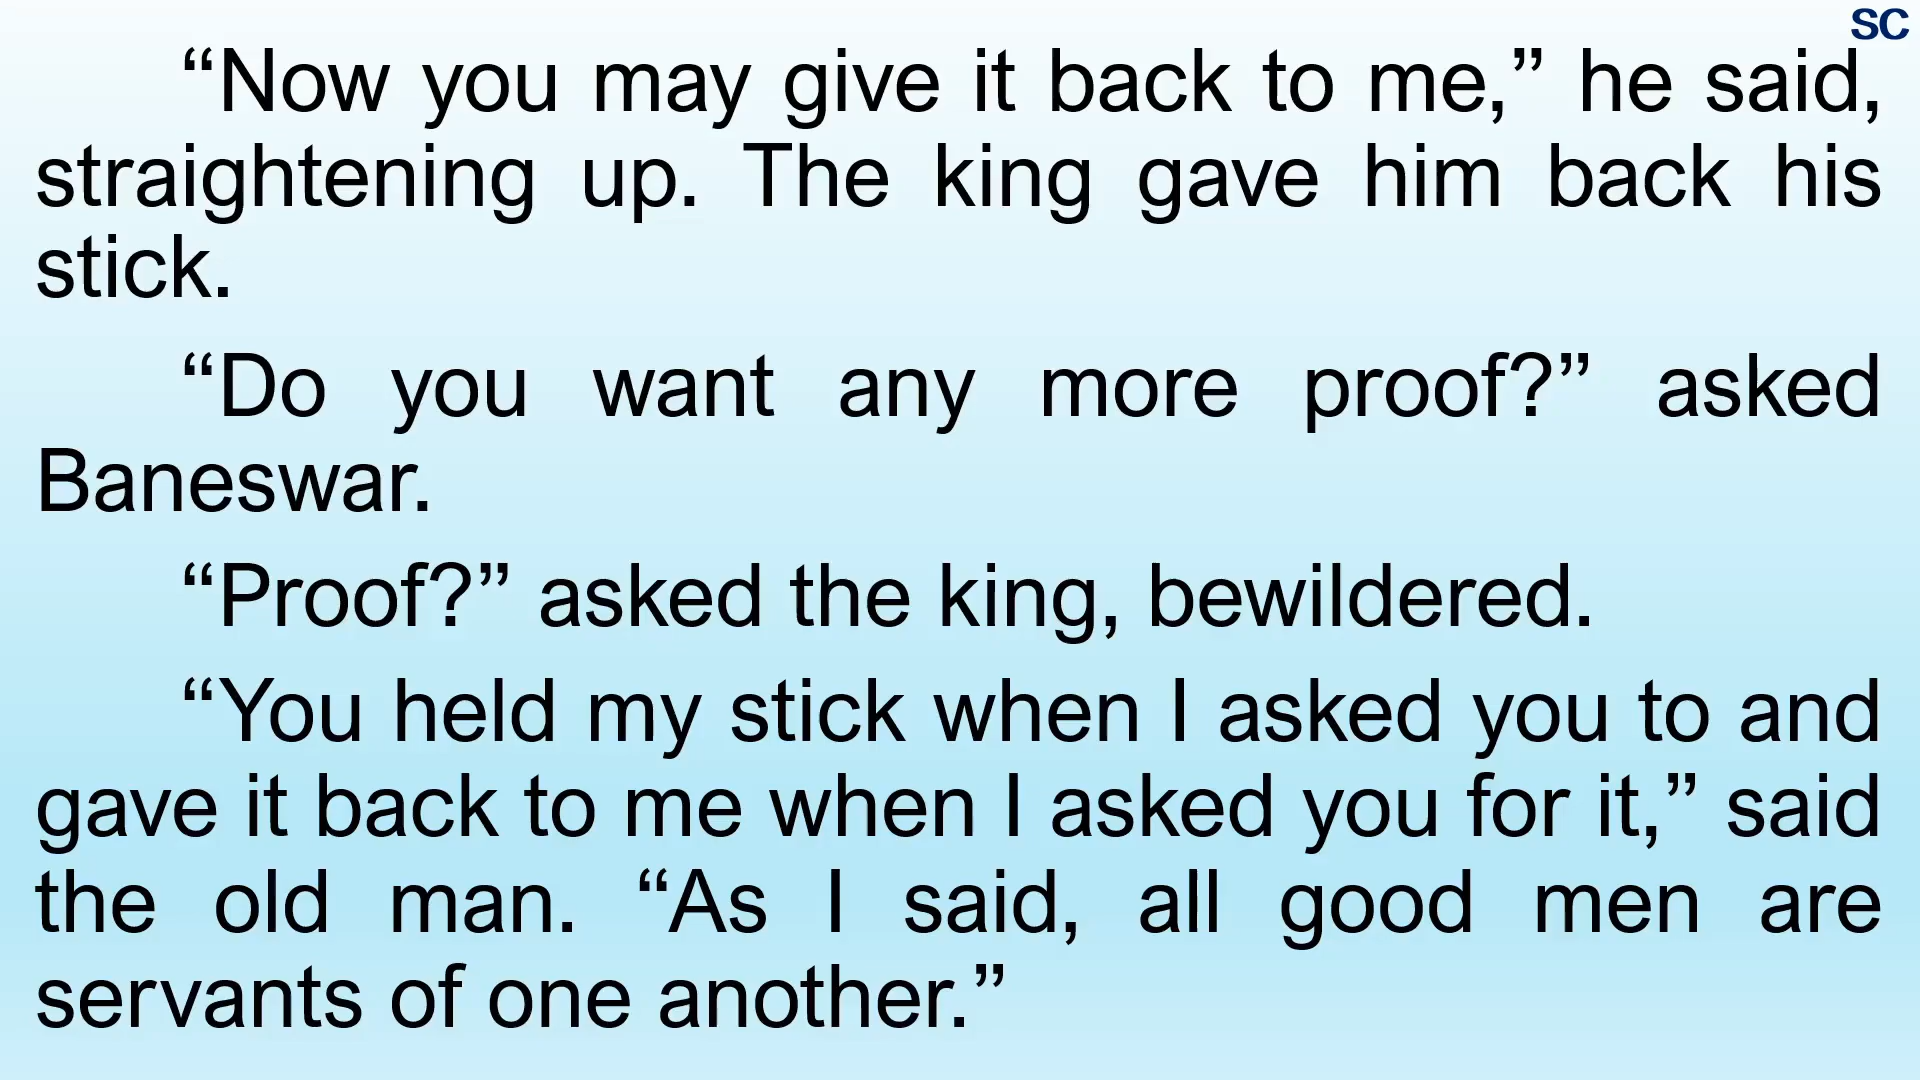 SC
“Now you may give it back to me,” he said,
straightening up. The king gave him back his
stick.
“Do you want any more proof?” asked
Baneswar.
“Proof?” asked the king, bewildered.
“You held my stick when I asked you to and
gave it back to me when I asked you for it,” said
the old man. “As I said, all good men are
servants of one another.”